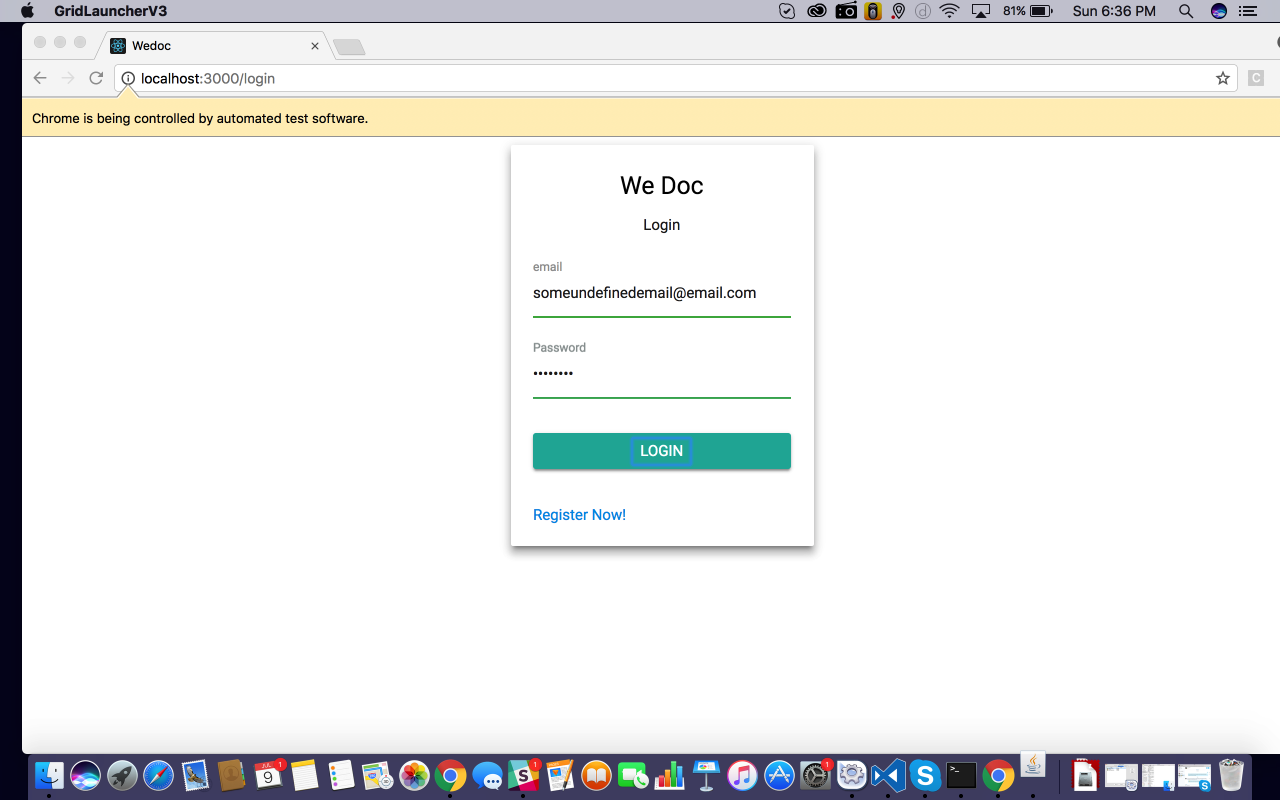 GridLauncherV3
81%
Sun 6:36 PM
Wedoc
localhost:3000/login
C
Chrome is being controlled by automated test software.
We Doc
Login
email
someundefinedemail@email.com
Password
••••••••
LOGIN
Register Now!
JUL
9
1
1
1